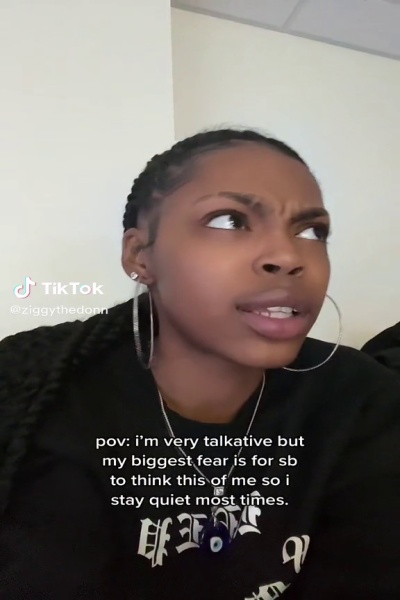 TikTok
@ziggythedonn
pov: i'm very talkative but
my biggest fear is for sb
to think this of me so i
stay quiet most times.